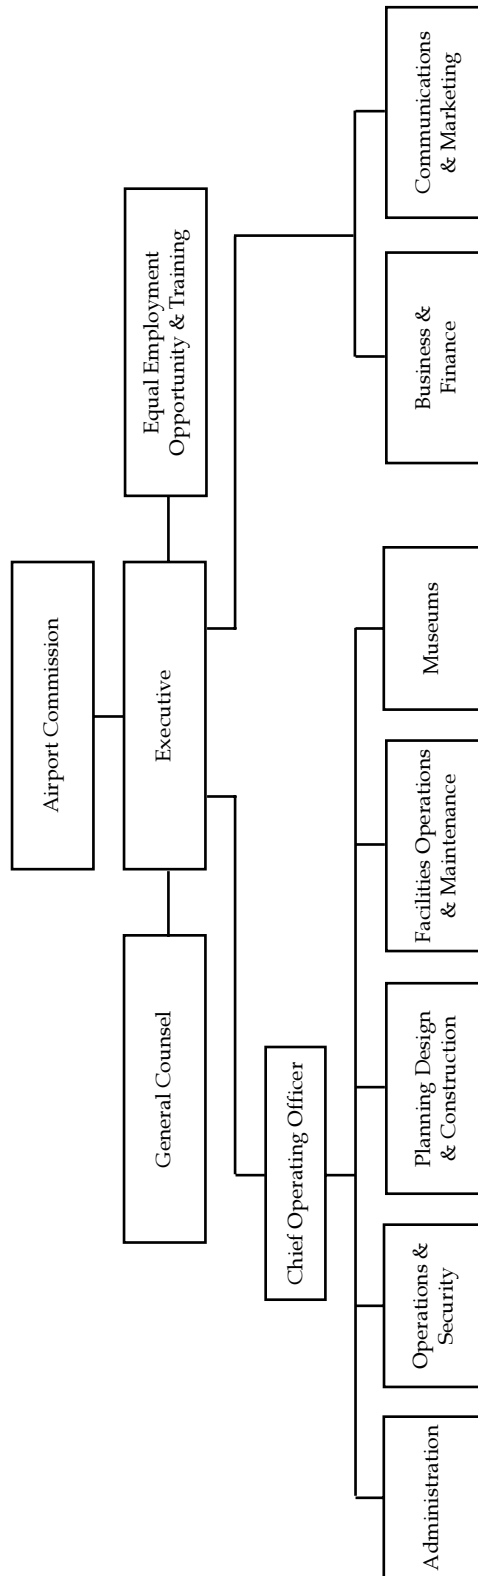 Airport Commission
General Counsel
Executive
Equal Employment
Opportunity & Training
Chief Operating Officer
Administration
Operations &
Security
Planning Design
& Construction
Facilities Operations
& Maintenance
Museums
Business &
Finance
Communications
& Marketing